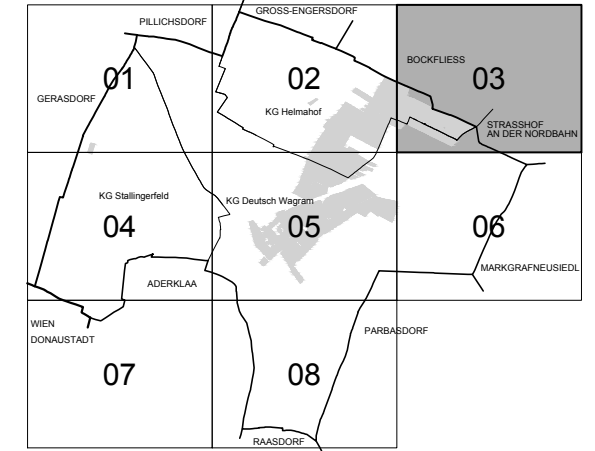 GROSS-ENGERSDORF
PILLICHSDORF
BOCKFLIESS
01
02
03
GERASDORF
KG Helmahof
STRASSHOF
AN DER NORDBAHN
KG Stallingerfeld
KG Deutsch Wagram
04
05
06
ADERKLAA
MARKGRAFNEUSIEDL
WIEN
DONAUSTADT
PARBASDORF
07
08
RAASDORF